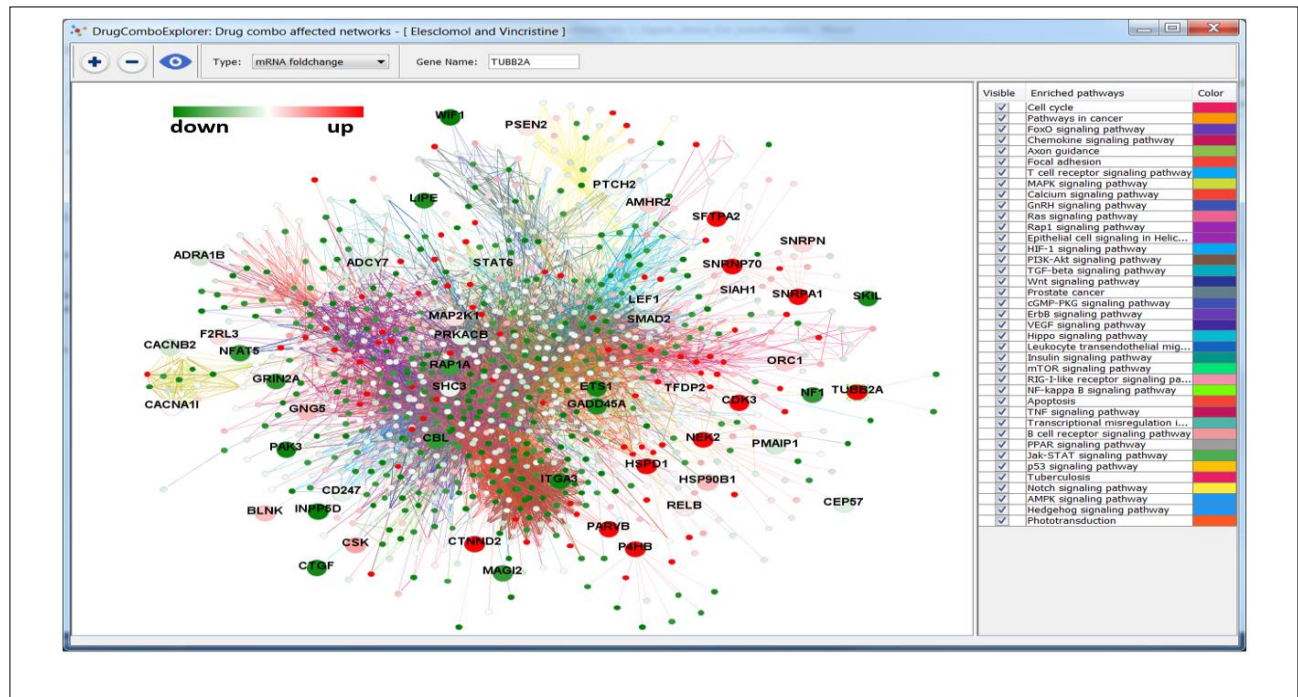 DrugComboExplorer: Drug combo affected networks - [ Elesclomol and Vincristine ]
Type: mRNA foldchange Gene Name: TUBB2A
down up
WIF1
PSEN2
PTCH2
LIPE
AMHR2
SFTPA2
SNRPN
ADRA1B
ADCY7
STAT6
SNRNP70
SIAH1
SNRPA1
SKIL
LEF1
MAP2K1
SMAD2
F2RL3
PRKACB
CACNB2
NFAT5
RAP1A
ORC1
GRIN2A
SHC3
ETS1
TFDP2
NF1
TUBB2A
CACNA1I
GNG5
GADD45A
CDK3
CBL
NEK2
PMAIP1
PAK3
HSPD1
ITGA3
HSP90B1
CD247
CEP57
BLNK
INPP5D
RELB
PARVB
CSK
CTNND2
P4HB
CTGF
MAGI2
Visible Enriched pathways Color
Cell cycle
Pathways in cancer
FoxO signaling pathway
Chemokine signaling pathway
Axon guidance
Focal adhesion
T cell receptor signaling pathway
MAPK signaling pathway
Calcium signaling pathway
GnRH signaling pathway
Ras signaling pathway
Rap1 signaling pathway
Epithelial cell signaling in Helic...
HIF-1 signaling pathway
PI3K-Akt signaling pathway
TGF-beta signaling pathway
Wnt signaling pathway
Prostate cancer
cGMP-PKG signaling pathway
ErbB signaling pathway
VEGF signaling pathway
Hippo signaling pathway
Leukocyte transendothelial mig...
Insulin signaling pathway
mTOR signaling pathway
RIG-I-like receptor signaling pa...
NF-kappa B signaling pathway
Apoptosis
TNF signaling pathway
Transcriptional misregulation i...
B cell receptor signaling pathway
PPAR signaling pathway
Jak-STAT signaling pathway
p53 signaling pathway
Tuberculosis
Notch signaling pathway
AMPK signaling pathway
Hedgehog signaling pathway
Phototransduction